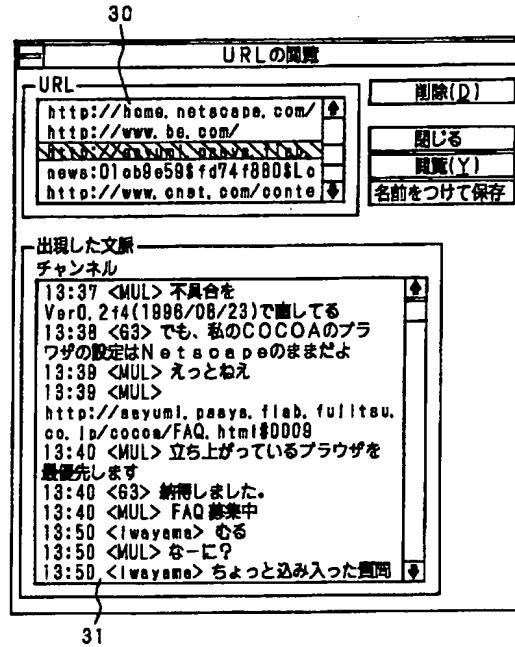 30
URLの閲覧
URL
http://home.netscape.com/
http://www.be.com/
news:01cb9e59$fd74f880$Lc
http://www.cnet.com/conte
削除(D)
閉じる
閲覧(Y)
名前をつけて保存
出現した文脈
チャンネル
13:37 <MUL> 不具合を
Ver0.2f4(1996/06/23)で直してる
13:38 <G3> でも、私のCOCOAのブラ
ウザの設定はNetscapeのままだよ
13:39 <MUL> えっとねえ
13:39 <MUL>
http://aayumi.paaya.flab.fujitsu.
co.jp/cocoa/FAQ.html#0009
13:40 <MUL> 立ち上がっているブラウザを
最優先します
13:40 <G3> 納得しました。
13:40 <MUL> FAQ募集中
13:50 <iwayama> むる
13:50 <MUL> なーに?
13:50 <iwayama> ちょっと込み入った質問
31